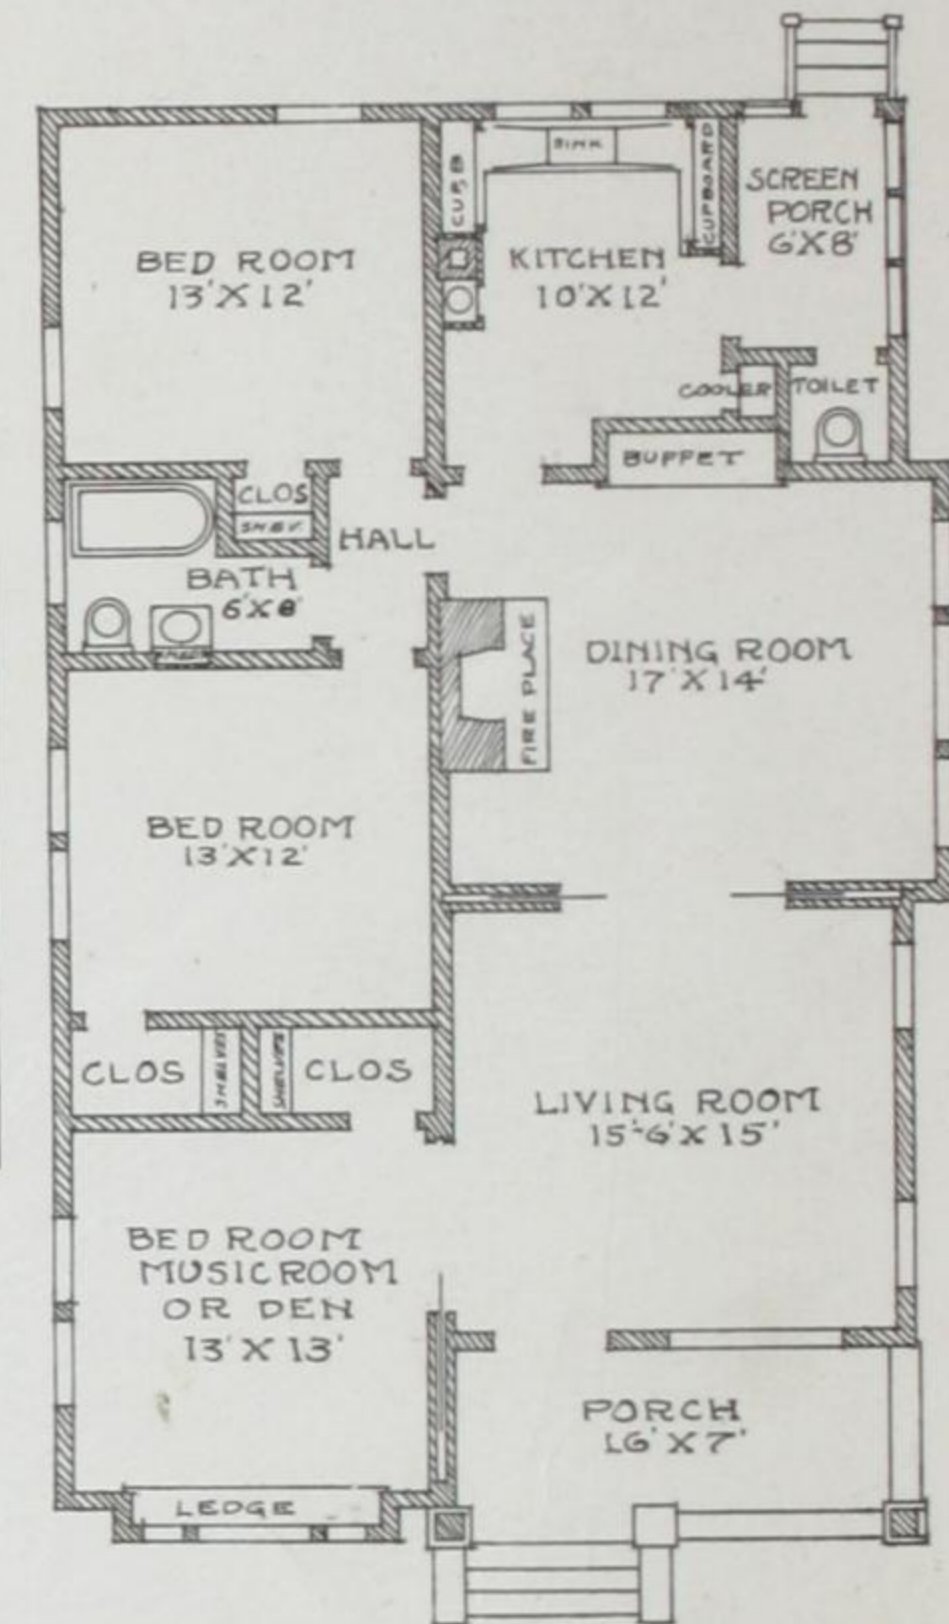 BED ROOM
13'X12'
CUPB
SINK
CUPBOARD
KITCHEN
10'X12'
SCREEN
PORCH
6'X8'
COOLER
TOILET
BUFFET
CLOS
SHEV.
HALL
BATH
6'X8'
DINING ROOM
17'X14'
FIRE PLACE
BED ROOM
13'X12'
CLOS
SHELVES
SHELVES
CLOS
LIVING ROOM
15'-6"X15'
BED ROOM
MUSIC ROOM
OR DEN
13'X13'
PORCH
16'X7'
LEDGE